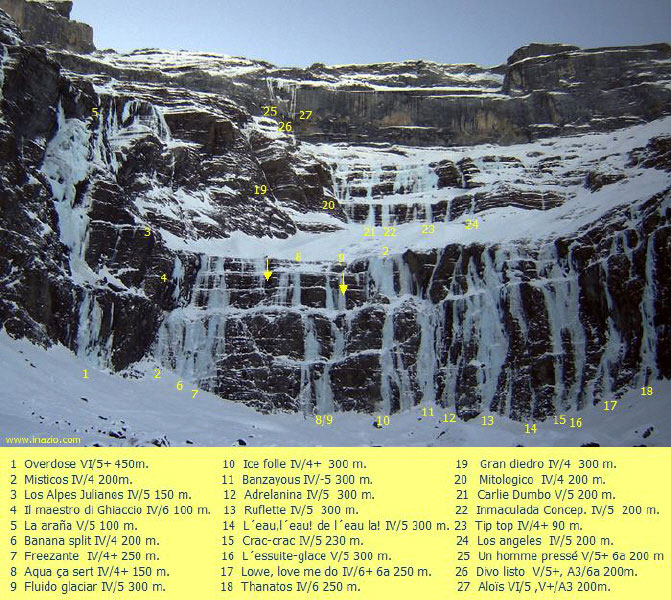 25
27
26
5
19
20
21 22 23 24
3
8 9 2
4
1
2
6
7
8/9
10
11
12
13
14
15
16
17
18
www.inazio.com
1 Overdose VI/5+ 450m.
2 Misticos IV/4 200m.
3 Los Alpes Julianos IV/5 150 m.
4 Il maestro di Ghiaccio IV/6 100 m.
5 La araña V/5 100 m.
6 Banana split IV/4 200 m.
7 Freezante IV/4+ 250 m.
8 Aqua ça sert IV/4+ 150 m.
9 Fluido glaciar IV/5 300 m.
10 Ice folle IV/4+ 300 m.
11 Banzayous IV/-5 300 m.
12 Adrelanina IV/5 300 m.
13 Ruflette IV/5 300 m.
14 L´eau,l´eau! de l´eau la! IV/5 300 m.
15 Crac-crac IV/5 230 m.
16 L´essuite-glace V/5 300 m.
17 Lowe, love me do IV/6+ 6a 250 m.
18 Thanatos IV/6 250 m.
19 Gran diedro IV/4 300 m.
20 Mitologico IV/4 200 m.
21 Carlie Dumbo V/5 200 m.
22 Inmaculada Concep. IV/5 200 m.
23 Tip top IV/4+ 90 m.
24 Los angeles IV/5 200 m.
25 Un homme pressé V/5+ 6a 200 m
26 Divo listo V/5+, A3/6a 200m.
27 Aloïs VI/5 ,V+/A3 200m.